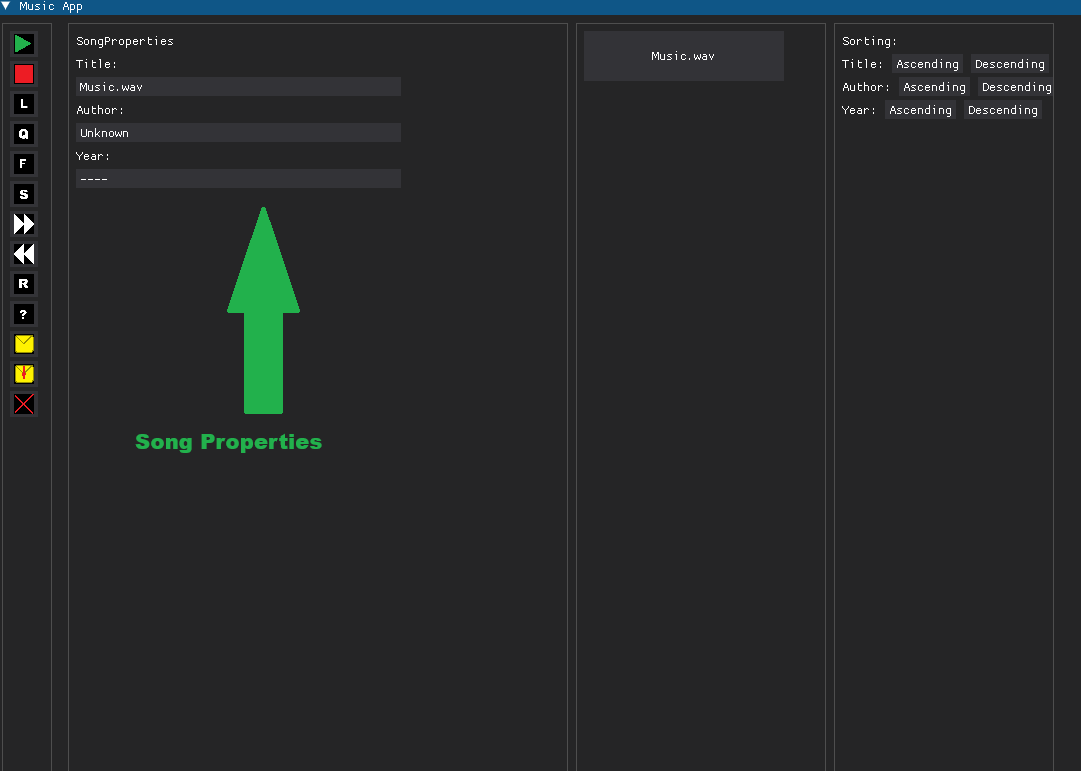 Music App
L
Q
F
S
R
?
SongProperties
Title:
Music.wav
Author:
Unknown
Year:
----
Song Properties
Music.wav
Sorting:
Title: Ascending Descending
Author: Ascending Descending
Year: Ascending Descending